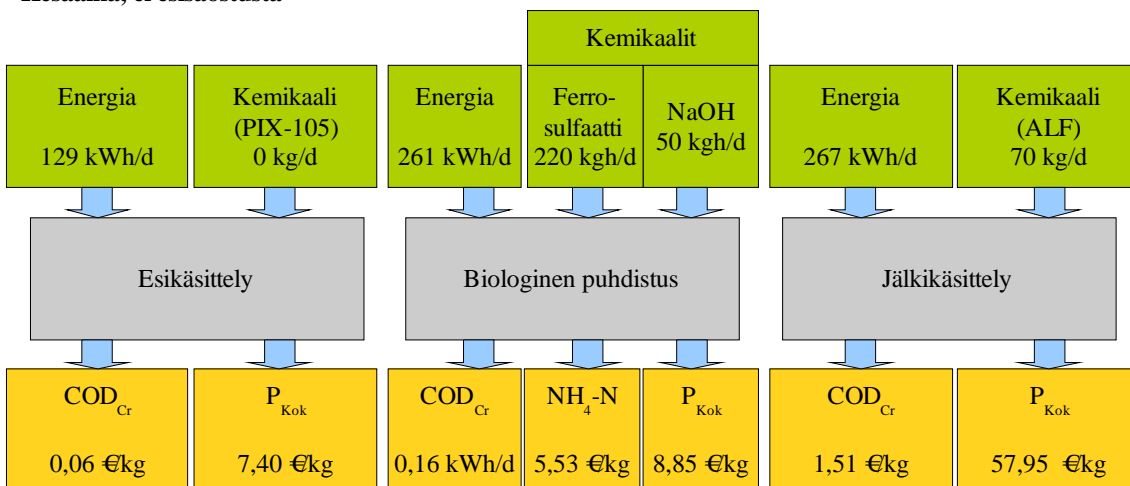 Kemikaalit
Energia
129 kWh/d
Kemikaali
(PIX-105)
0 kg/d
Energia
261 kWh/d
Ferro-
sulfaatti
220 kgh/d
NaOH
50 kgh/d
Energia
267 kWh/d
Kemikaali
(ALF)
70 kg/d
Esikäsittely
Biologinen puhdistus
Jälkikäsittely
COD Cr
0,06 €/kg
P Kok
7,40 €/kg
COD Cr
0,16 kWh/d
NH4-N
5,53 €/kg
P Kok
8,85 €/kg
COD Cr
1,51 €/kg
P Kok
57,95 €/kg